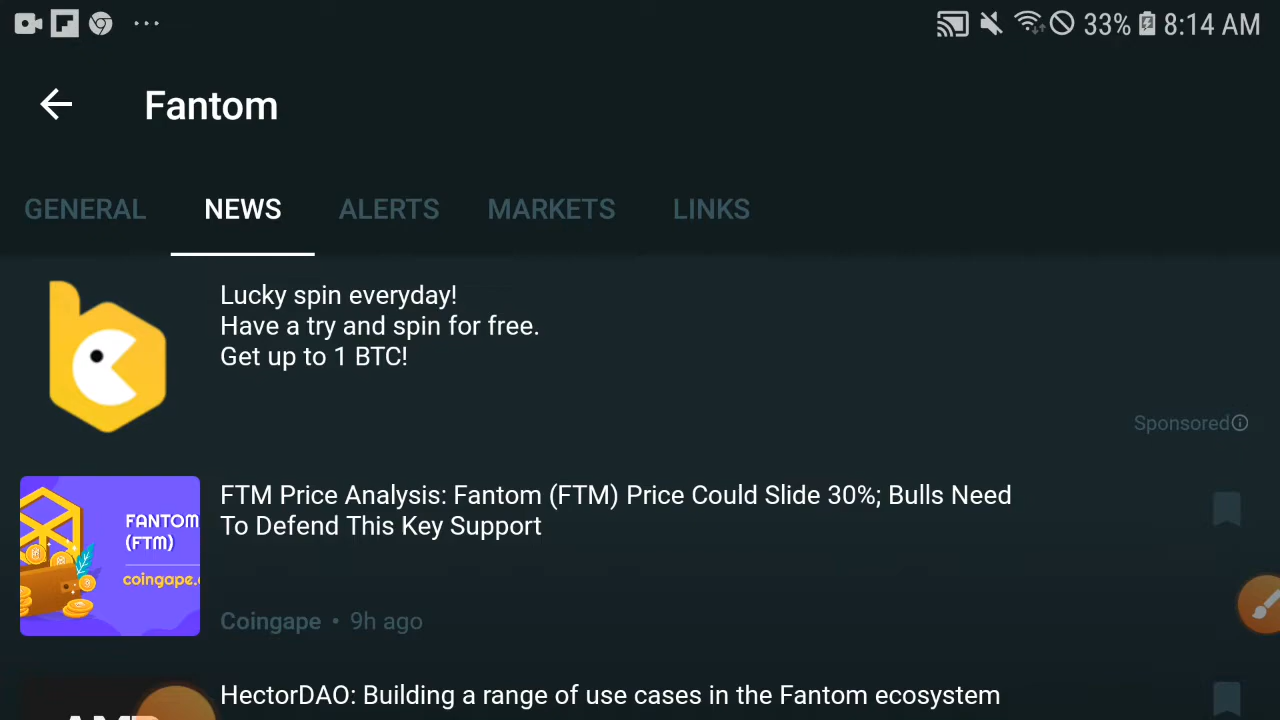 33% 8:14 AM
Fantom
GENERAL NEWS ALERTS MARKETS LINKS
Lucky spin everyday!
Have a try and spin for free.
Get up to 1 BTC!
Sponsored
FTM Price Analysis: Fantom (FTM) Price Could Slide 30%; Bulls Need
To Defend This Key Support
FANTOM
(FTM)
coingape.
Coingape • 9h ago
HectorDAO: Building a range of use cases in the Fantom ecosystem